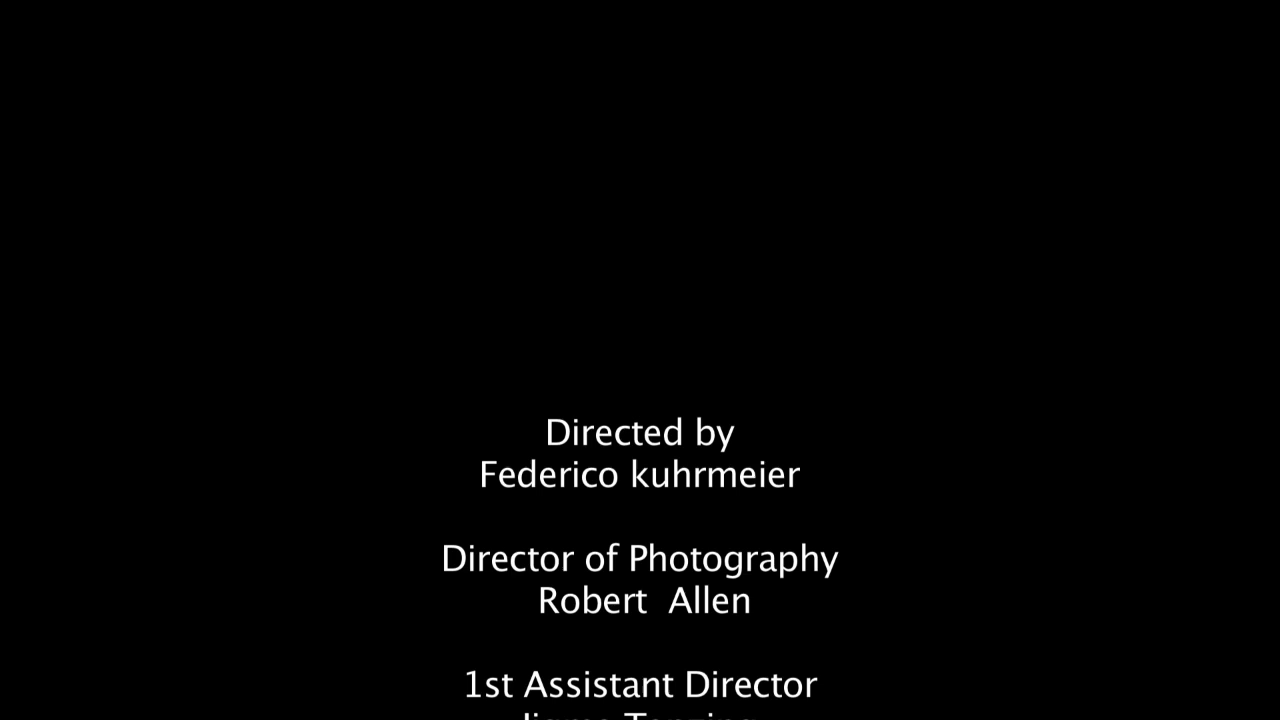 Directed by
Federico kuhrmeier
Director of Photography
Robert  Allen
1st Assistant Director